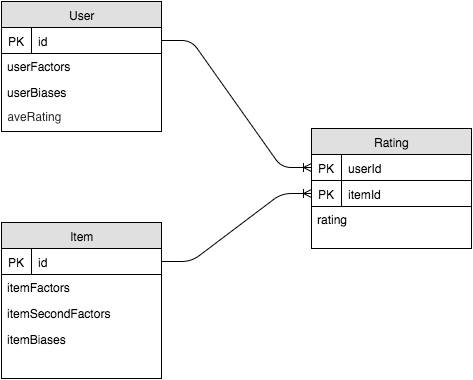 User
PK id
userFactors
userBiases
aveRating
Rating
PK userId
PK itemId
rating
Item
PK id
itemFactors
itemSecondFactors
itemBiases